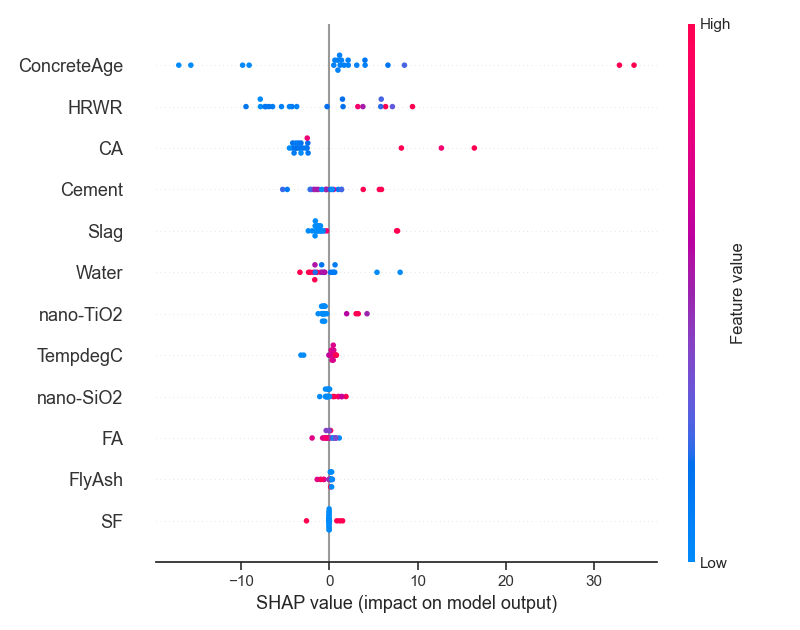 High
ConcreteAge
HRWR
CA
Cement
Slag
Water
nano-TiO2
TempdegC
nano-SiO2
FA
FlyAsh
SF
Feature value
Low
−10 0 10 20 30
SHAP value (impact on model output)